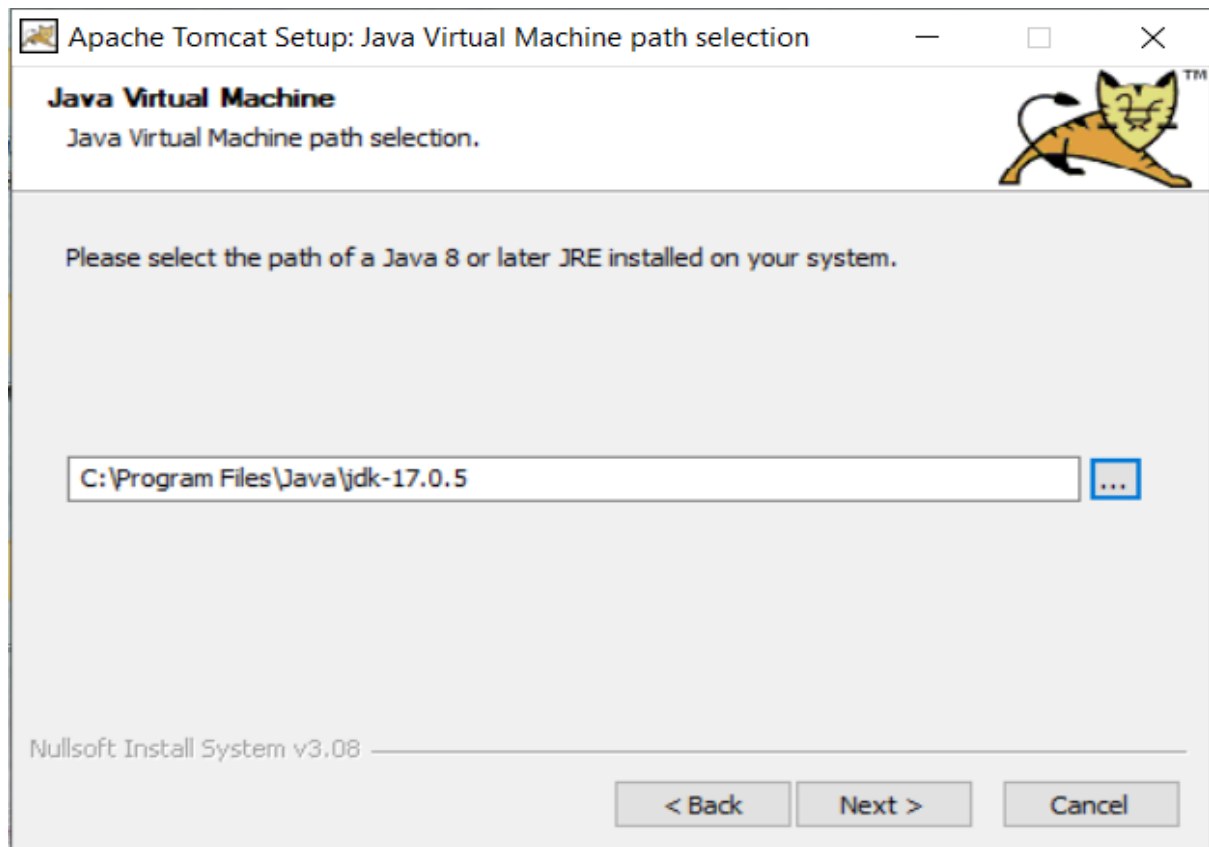 Apache Tomcat Setup: Java Virtual Machine path selection
Java Virtual Machine
Java Virtual Machine path selection.
TM
Please select the path of a Java 8 or later JRE installed on your system.
C:\Program Files\Java\jdk-17.0.5
...
Nullsoft Install System v3.08
< Back
Next >
Cancel